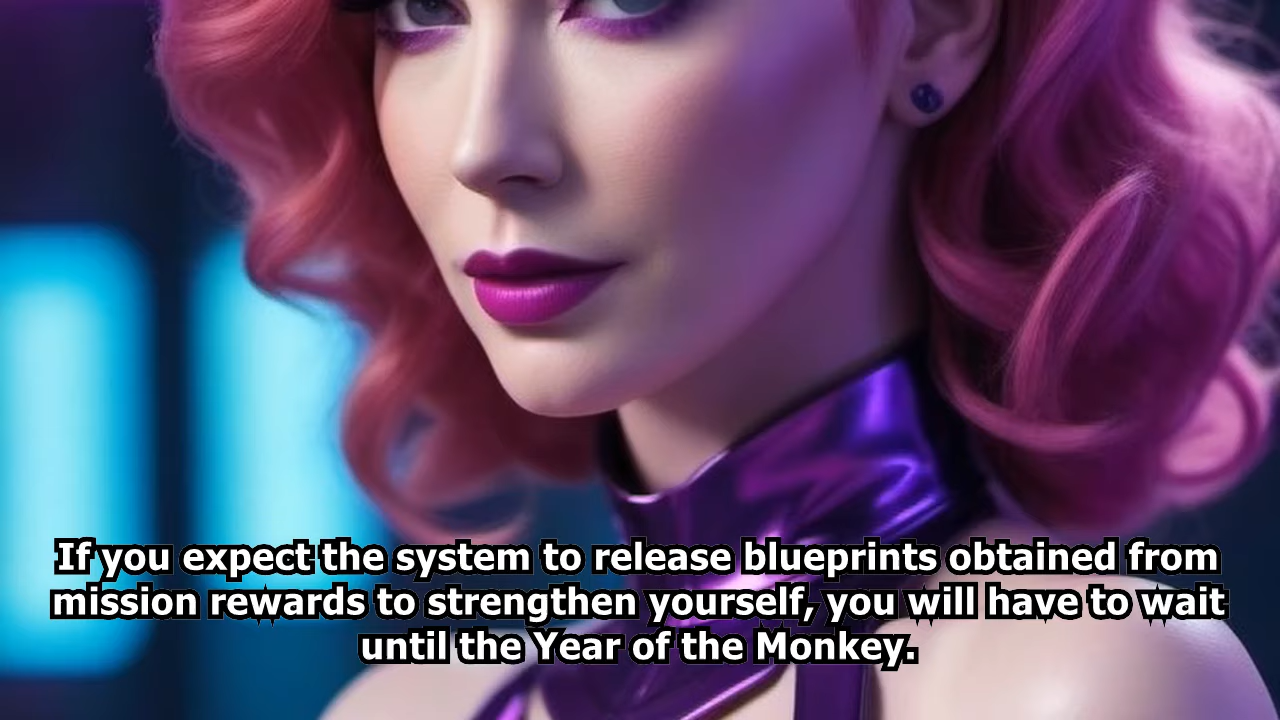 If you expect the system to release blueprints obtained from
mission rewards to strengthen yourself, you will have to wait
until the Year of the Monkey.